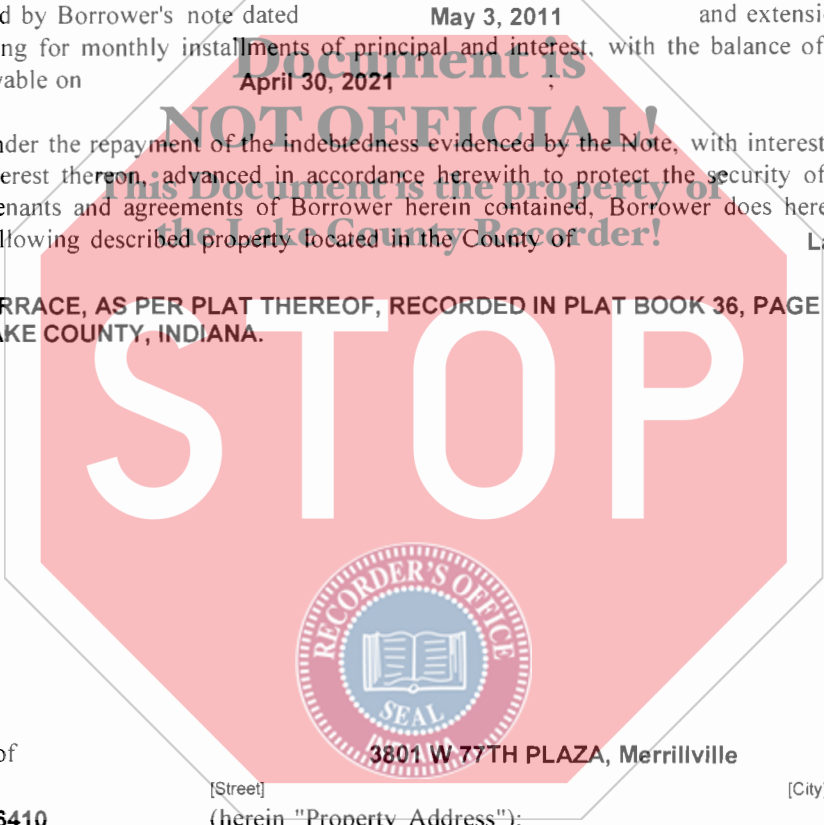 d by Borrower's note dated May 3, 2011 and extensi
ng for monthly installments of principal and interest, with the balance of
Document is
yable on April 30, 2021 ;
NOT OFFICIAL!
nder the repayment of the indebtedness evidenced by the Note, with interest
erest thereon, advanced in accordance herewith to protect the security of
This Document is the property of
enants and agreements of Borrower herein contained, Borrower does here
the Lake County Recorder!
llowing described property located in the County of La
RRACE, AS PER PLAT THEREOF, RECORDED IN PLAT BOOK 36, PAGE
AKE COUNTY, INDIANA.
STOP
RECORDER'S OFFICE
SEAL
INDIANA
of 3801 W 77TH PLAZA, Merrillville
[Street] [City]
6410 (herein "Property Address");